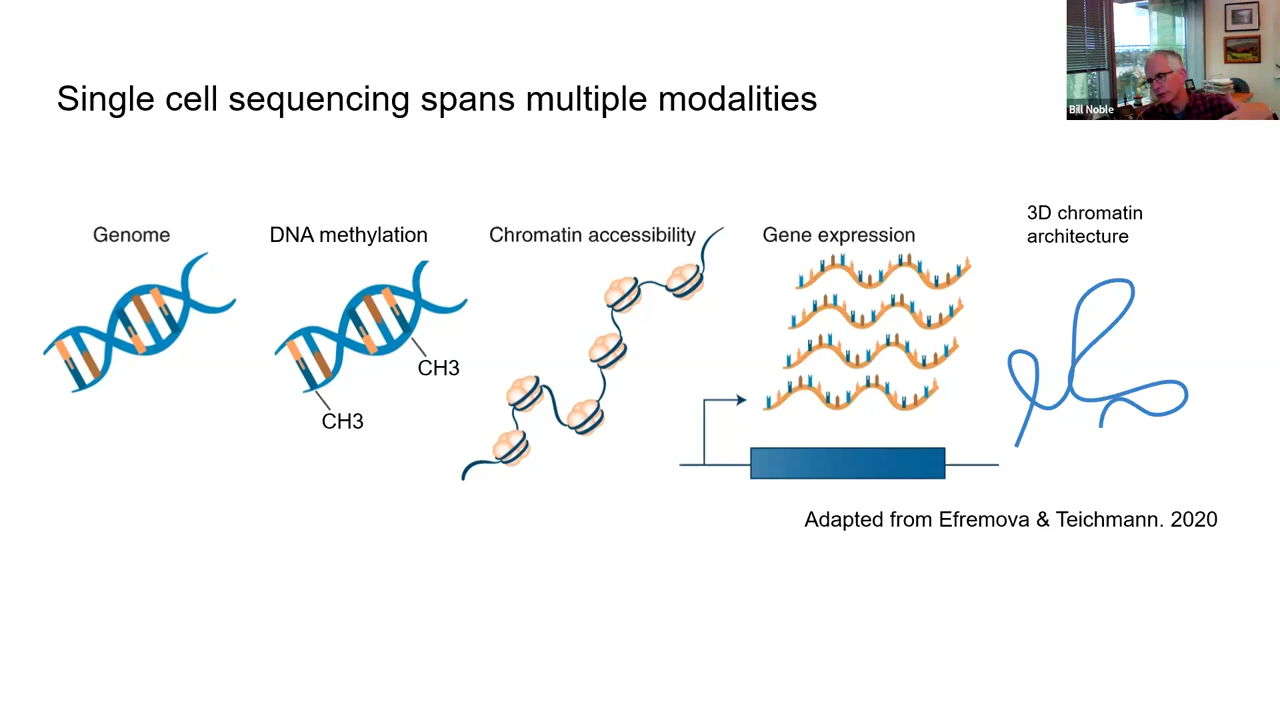 Bill Noble
Single cell sequencing spans multiple modalities
Genome
DNA methylation
Chromatin accessibility
Gene expression
3D chromatin
architecture
CH3
CH3
Adapted from Efremova & Teichmann. 2020